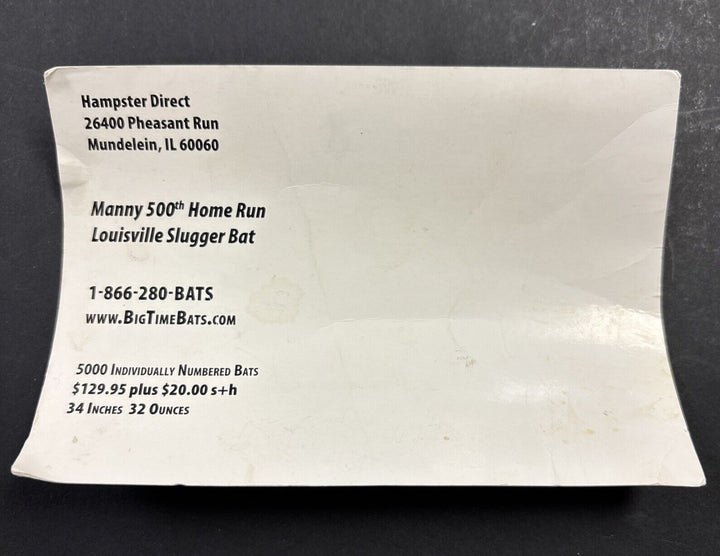 Hampster Direct
26400 Pheasant Run
Mundelein, IL 60060
Manny 500th Home Run
Louisville Slugger Bat
1-866-280-BATS
www.BigTimeBats.com
5000 Individually Numbered Bats
$129.95 plus $20.00 s+h
34 Inches 32 Ounces